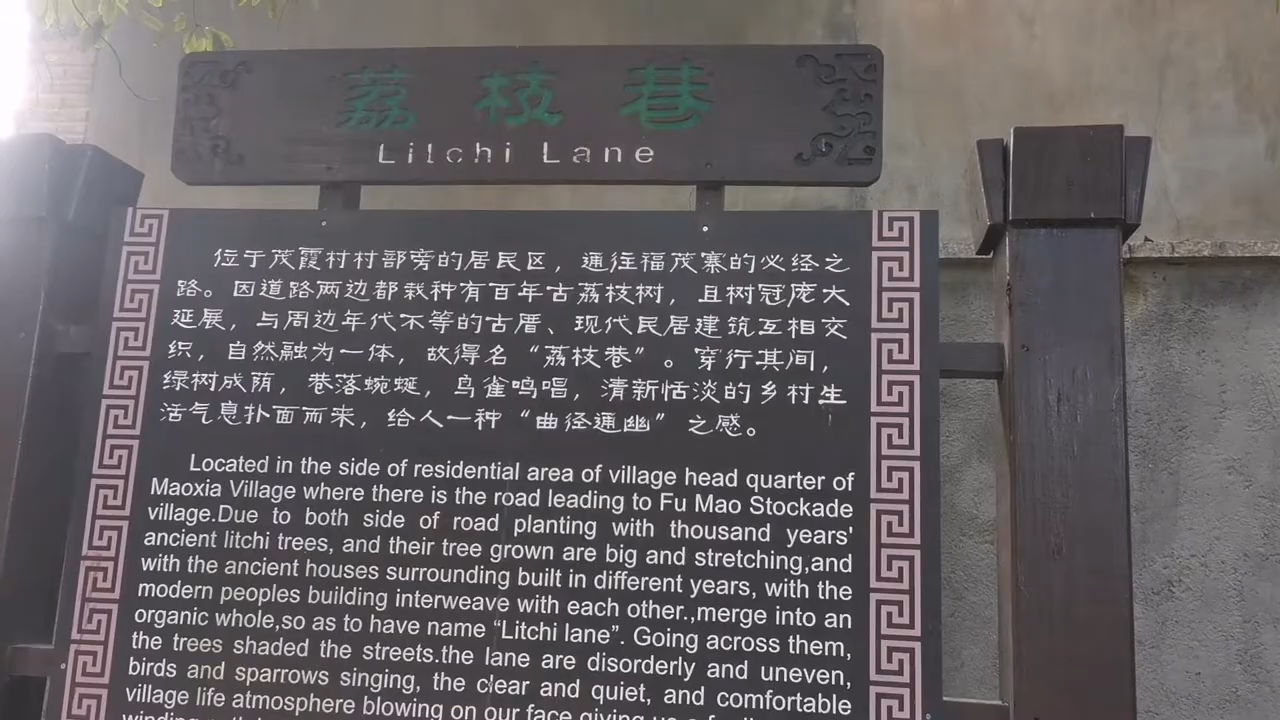 荔枝巷
Litchi Lane
位于茂霞村村部旁的居民区，通往福茂寨的必经之
路。因道路两边都栽种有百年古荔枝树，且树冠庞大
延展，与周边年代不等的古厝、现代民居建筑互相交
织，自然融为一体，故得名“荔枝巷”。穿行其间，
绿树成荫，巷落蜿蜒，鸟雀鸣唱，清新恬淡的乡村生
活气息扑面而来，给人一种“曲径通幽”之感。
Located in the side of residential area of village head quarter of
Maoxia Village where there is the road leading to Fu Mao Stockade
village.Due to both side of road planting with thousand years'
ancient litchi trees, and their tree grown are big and stretching,and
with the ancient houses surrounding built in different years, with the
modern peoples building interweave with each other.,merge into an
organic whole,so as to have name “Litchi lane”. Going across them,
the trees shaded the streets.the lane are disorderly and uneven,
birds and sparrows singing, the clear and quiet, and comfortable
village life atmosphere blowing on our face giving us a